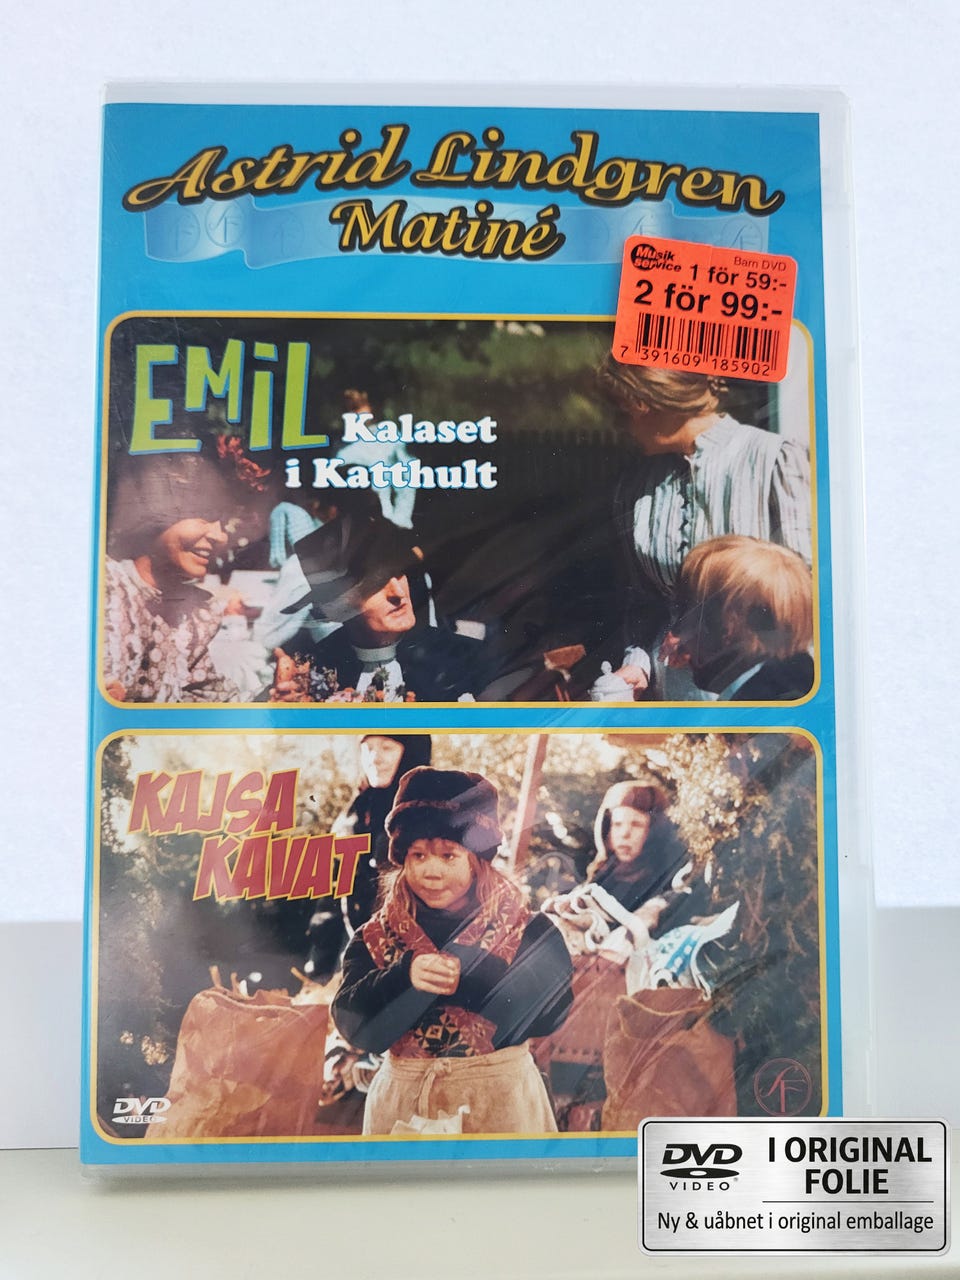 Astrid Lindgren
Matiné
Musik
service
Barn DVD
1 för 59:-
2 för 99:-
7 391609 185902
EMiL
Kalaset
i Katthult
KAJSA
KAVAT
DVD
VIDEO
SF
DVD
VIDEO
I ORIGINAL
FOLIE
Ny & uåbnet i original emballage